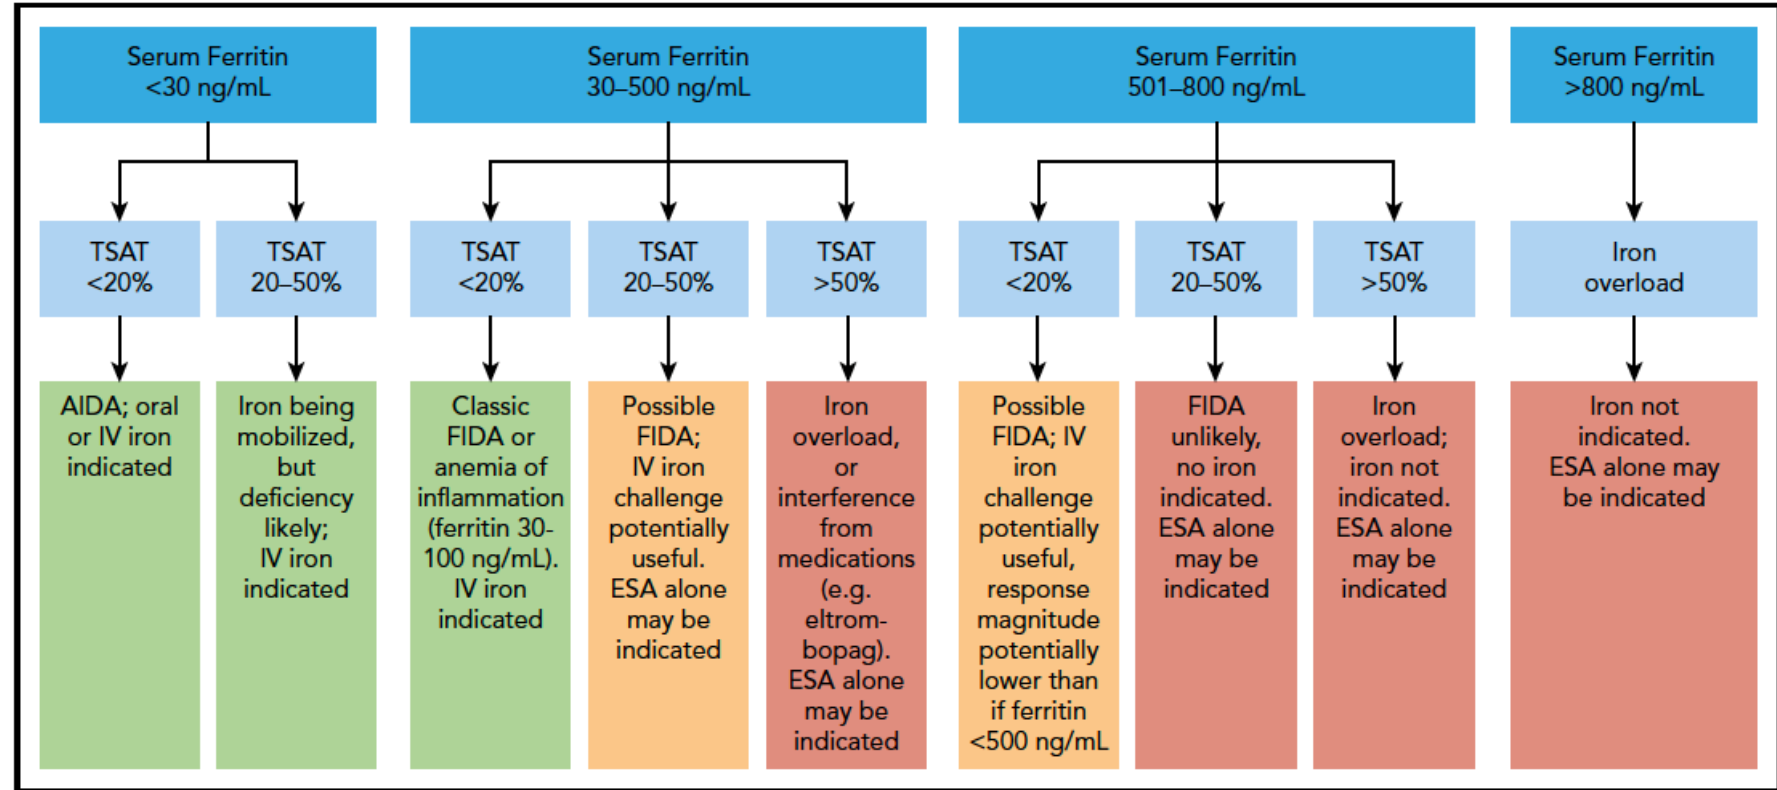 Serum Ferritin
<30 ng/mL
Serum Ferritin
30–500 ng/mL
Serum Ferritin
501–800 ng/mL
Serum Ferritin
>800 ng/mL
TSAT
<20%
TSAT
20–50%
TSAT
<20%
TSAT
20–50%
TSAT
>50%
TSAT
<20%
TSAT
20–50%
TSAT
>50%
Iron
overload
AIDA; oral
or IV iron
indicated
Iron being
mobilized,
but
deficiency
likely;
IV iron
indicated
Classic
FIDA or
anemia of
inflammation
(ferritin 30-
100 ng/mL).
IV iron
indicated
Possible
FIDA;
IV iron
challenge
potentially
useful.
ESA alone
may be
indicated
Iron
overload,
or
interference
from
medications
(e.g.
eltrom-
bopag).
ESA alone
may be
indicated
Possible
FIDA; IV
iron
challenge
potentially
useful,
response
magnitude
potentially
lower than
if ferritin
<500 ng/mL
FIDA
unlikely,
no iron
indicated.
ESA alone
may be
indicated
Iron
overload;
iron not
indicated.
ESA alone
may be
indicated
Iron not
indicated.
ESA alone may
be indicated